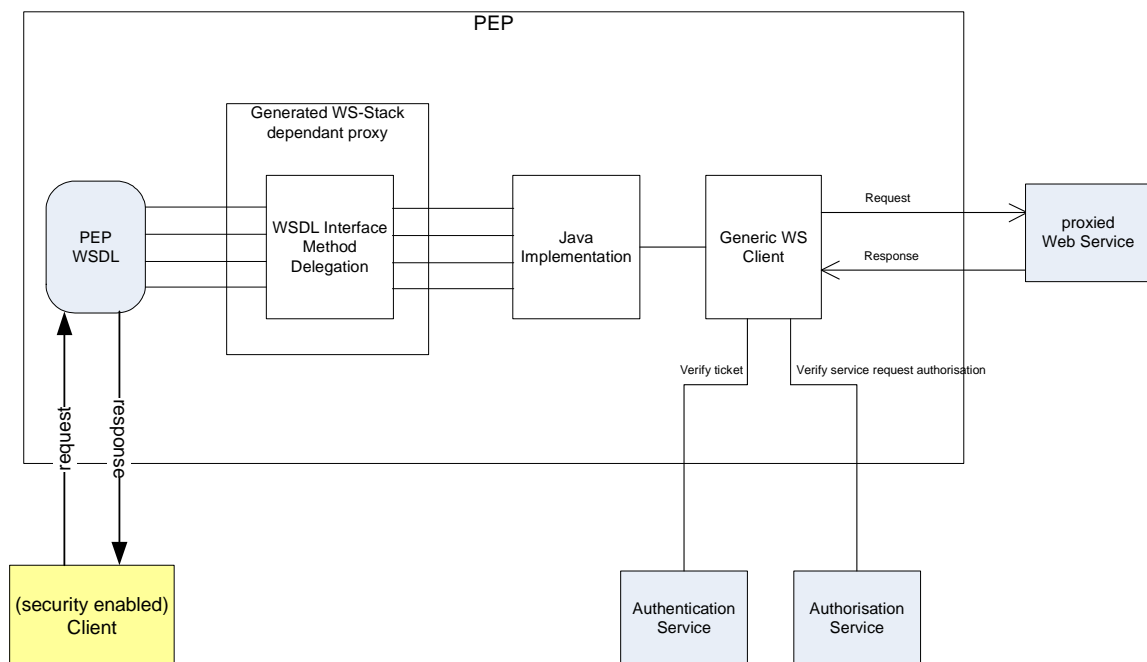 PEP
Generated WS-Stack
dependant proxy
PEP
WSDL
WSDL Interface
Method
Delegation
Java
Implementation
Generic WS
Client
Request
Response
proxied
Web Service
Verify ticket
Verify service request authorisation
request
response
(security enabled)
Client
Authentication
Service
Authorisation
Service